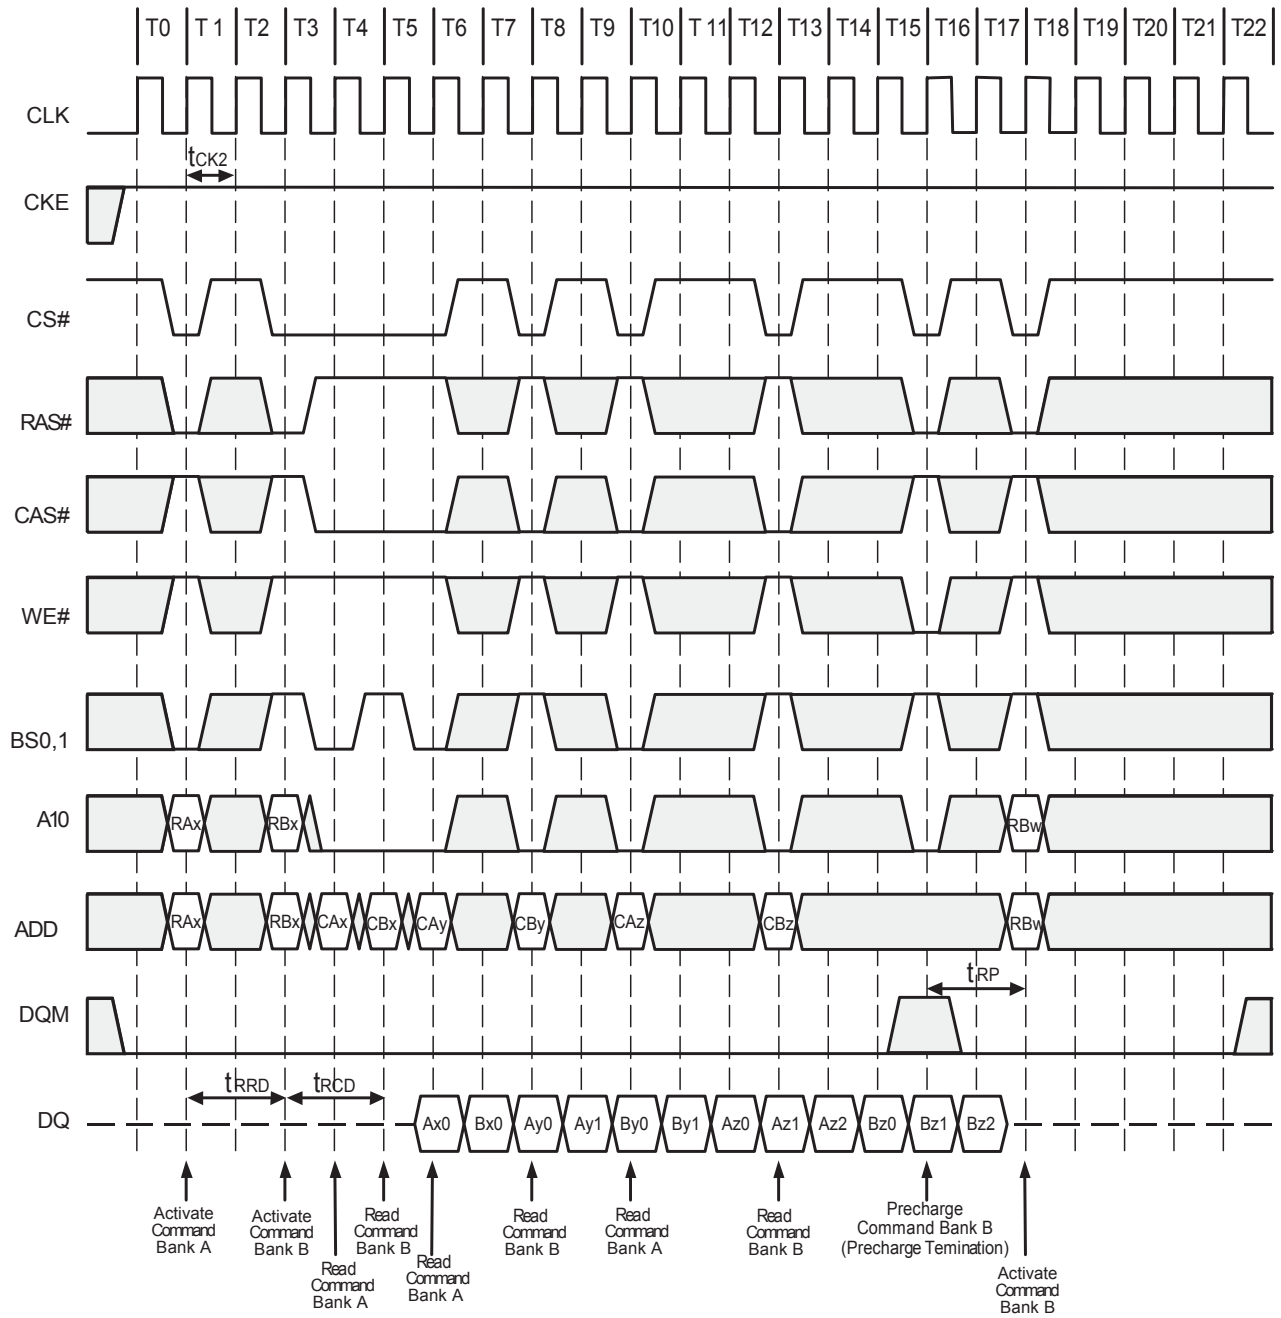 T0 T 1 T2 T3 T4 T5 T6 T7 T8 T9 T10 T 11 T12 T13 T14 T15 T16 T17 T18 T19 T20 T21 T22
CLK
tCK2
CKE
CS#
RAS#
CAS#
WE#
BS0,1
A10
RAx RBx RBw
ADD
RAx RBx CAx CBx CAy CBy CAz CBz RBw
tRP
DQM
tRRD tRCD
DQ
Ax0 Bx0 Ay0 Ay1 By0 By1 Az0 Az1 Az2 Bz0 Bz1 Bz2
Activate
Command
Bank A
Activate
Command
Bank B
Read
Command
Bank A
Read
Command
Bank B
Read
Command
Bank A
Read
Command
Bank B
Read
Command
Bank A
Read
Command
Bank B
Precharge
Command Bank B
(Precharge Temination)
Activate
Command
Bank B